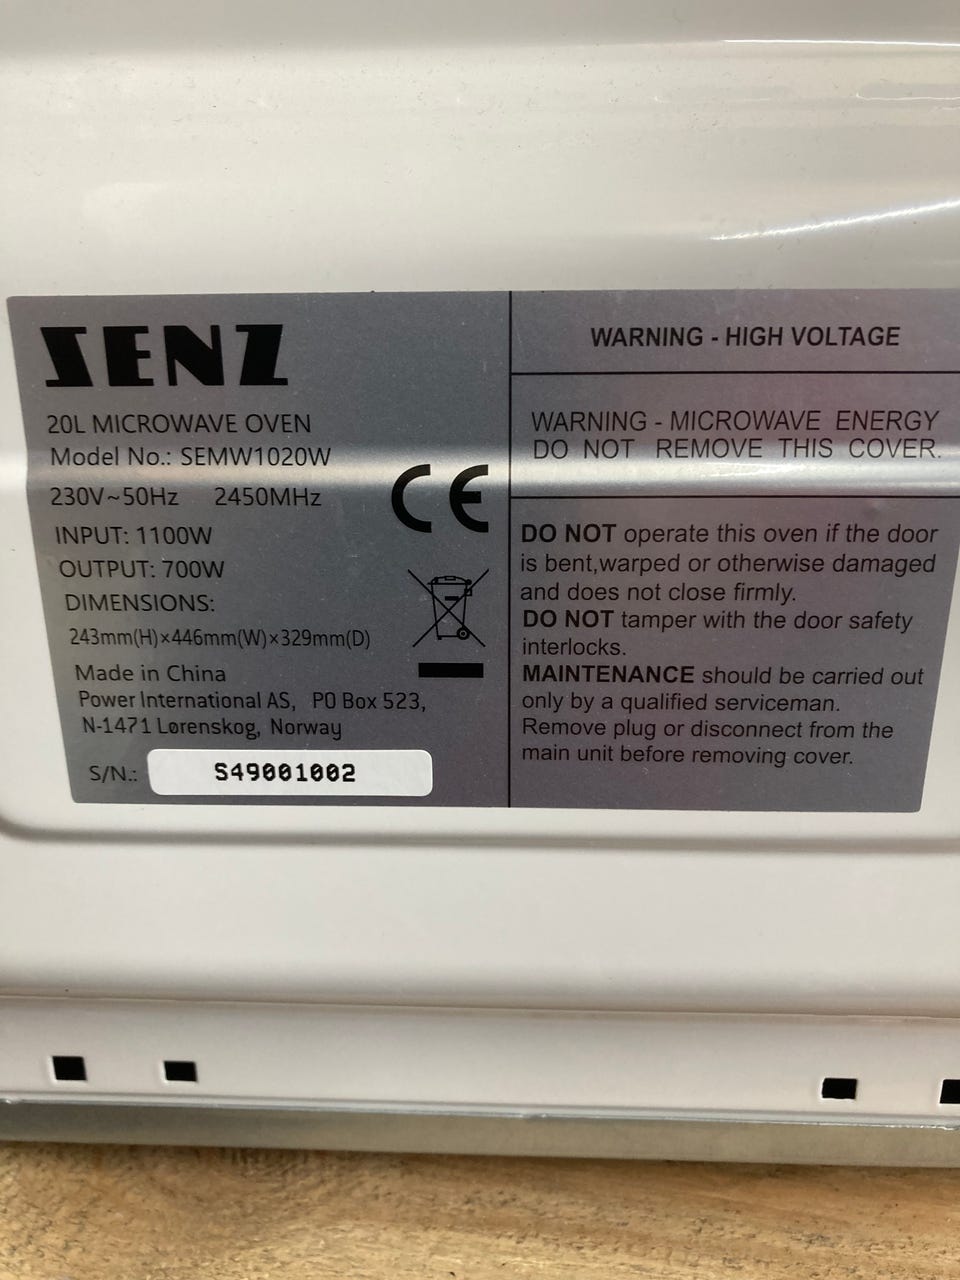 SENZ
20L MICROWAVE OVEN
Model No.: SEMW1020W
230V~50Hz 2450MHz
INPUT: 1100W
OUTPUT: 700W
DIMENSIONS:
243mm(H)×446mm(W)×329mm(D)
Made in China
Power International AS, PO Box 523,
N-1471 Lørenskog, Norway
S/N.: S49001002
CE
WARNING - HIGH VOLTAGE
WARNING - MICROWAVE ENERGY
DO NOT REMOVE THIS COVER.
DO NOT operate this oven if the door
is bent,warped or otherwise damaged
and does not close firmly.
DO NOT tamper with the door safety
interlocks.
MAINTENANCE should be carried out
only by a qualified serviceman.
Remove plug or disconnect from the
main unit before removing cover.